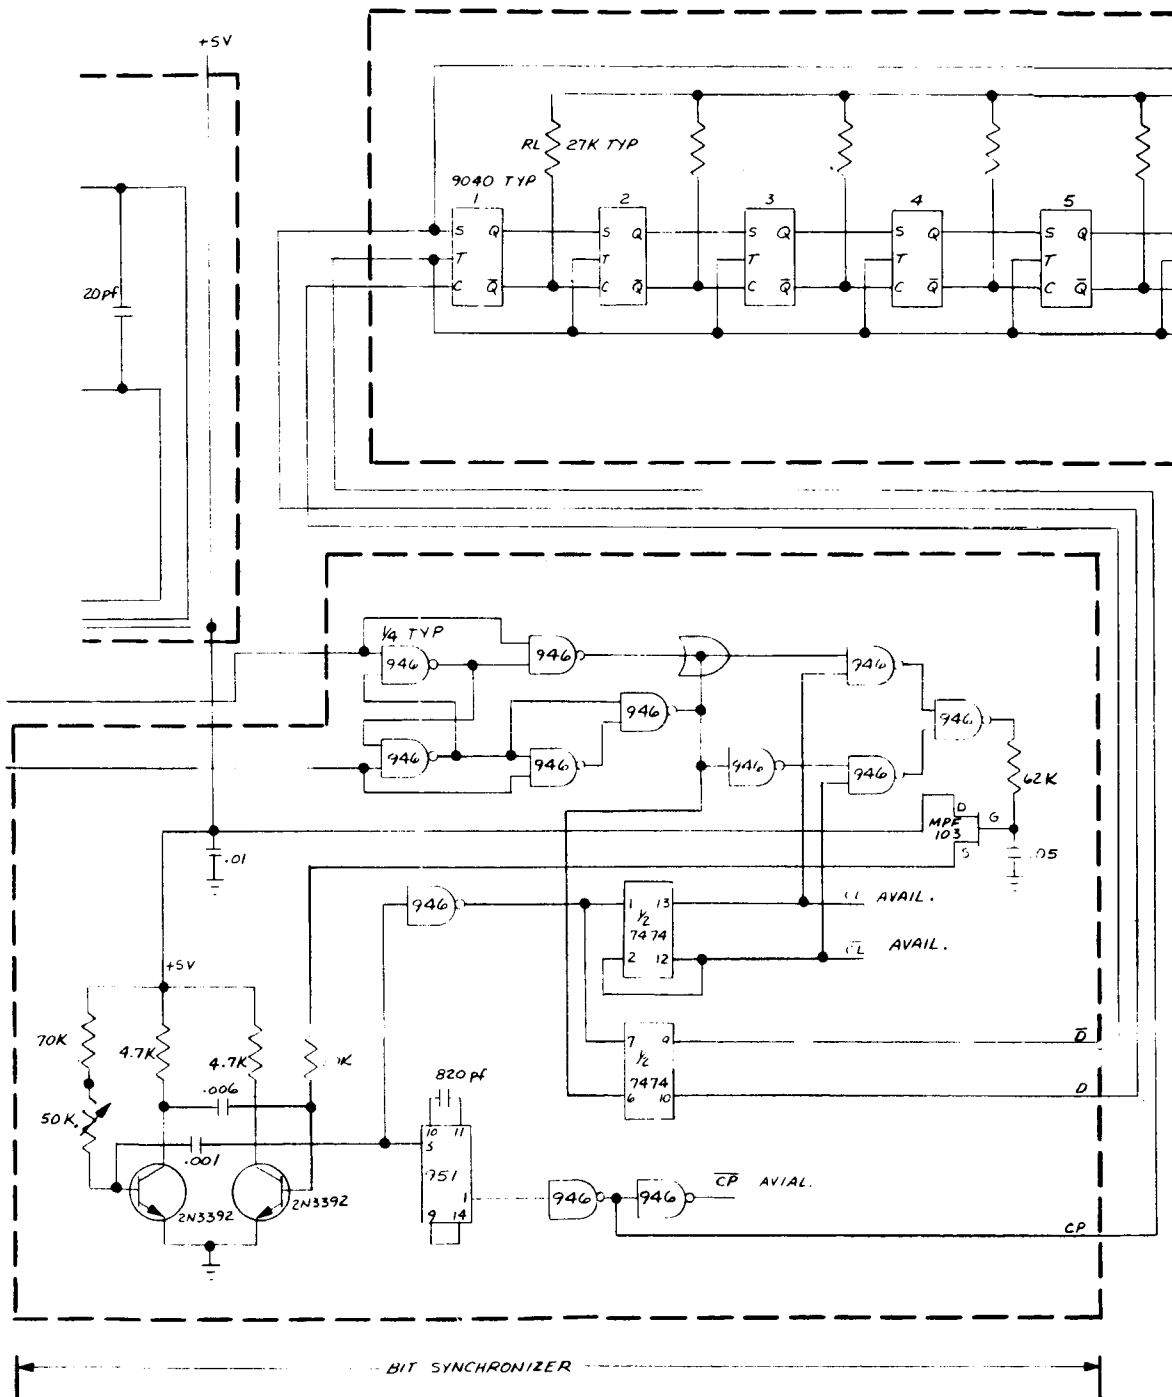 +5V
20pf
RL 27K TYP
9040 TYP
1 2 3 4 5
S Q S Q S Q S Q S Q
T T T T T
C Q̅ C Q̅ C Q̅ C Q̅ C Q̅
1/4 TYP
946 946 946
946
946 946 946 946 946
62K
D G
MPF 103
S
.01
.05
946
1 13
1/2
7474
2 12
AVAIL.
C̅L̅ AVAIL.
+5V
70K
4.7K 4.7K
.006
50K
.001
2N3392 2N3392
820pf
10 11
3
951
1
9 14
7 9
1/2
7474
6 10
D̅
D
946 946
C̅P̅ AVIAL.
CP
BIT SYNCHRONIZER